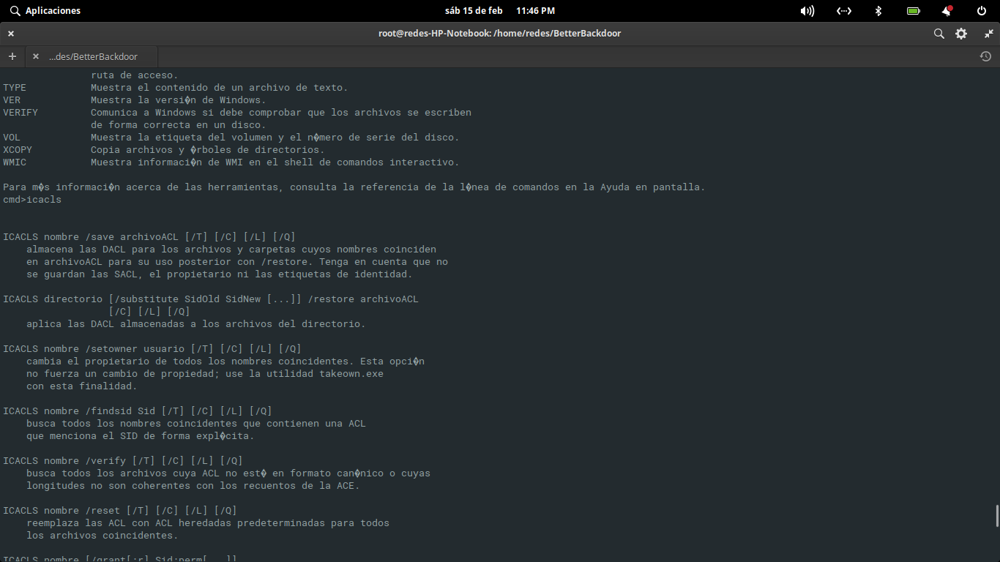 Aplicaciones
sáb 15 de feb 11:46 PM
root@redes-HP-Notebook: /home/redes/BetterBackdoor
...des/BetterBackdoor
ruta de acceso.
TYPE Muestra el contenido de un archivo de texto.
VER Muestra la versi�n de Windows.
VERIFY Comunica a Windows si debe comprobar que los archivos se escriben
de forma correcta en un disco.
VOL Muestra la etiqueta del volumen y el n�mero de serie del disco.
XCOPY Copia archivos y �rboles de directorios.
WMIC Muestra informaci�n de WMI en el shell de comandos interactivo.
Para m�s informaci�n acerca de las herramientas, consulta la referencia de la l�nea de comandos en la Ayuda en pantalla.
cmd>icacls
ICACLS nombre /save archivoACL [/T] [/C] [/L] [/Q]
almacena las DACL para los archivos y carpetas cuyos nombres coinciden
en archivoACL para su uso posterior con /restore. Tenga en cuenta que no
se guardan las SACL, el propietario ni las etiquetas de identidad.
ICACLS directorio [/substitute SidOld SidNew [...]] /restore archivoACL
[/C] [/L] [/Q]
aplica las DACL almacenadas a los archivos del directorio.
ICACLS nombre /setowner usuario [/T] [/C] [/L] [/Q]
cambia el propietario de todos los nombres coincidentes. Esta opci�n
no fuerza un cambio de propiedad; use la utilidad takeown.exe
con esta finalidad.
ICACLS nombre /findsid Sid [/T] [/C] [/L] [/Q]
busca todos los nombres coincidentes que contienen una ACL
que menciona el SID de forma expl�cita.
ICACLS nombre /verify [/T] [/C] [/L] [/Q]
busca todos los archivos cuya ACL no est� en formato can�nico o cuyas
longitudes no son coherentes con los recuentos de la ACE.
ICACLS nombre /reset [/T] [/C] [/L] [/Q]
reemplaza las ACL con ACL heredadas predeterminadas para todos
los archivos coincidentes.
ICACLS nombre [/grant[:r] Sid:perm[...]]